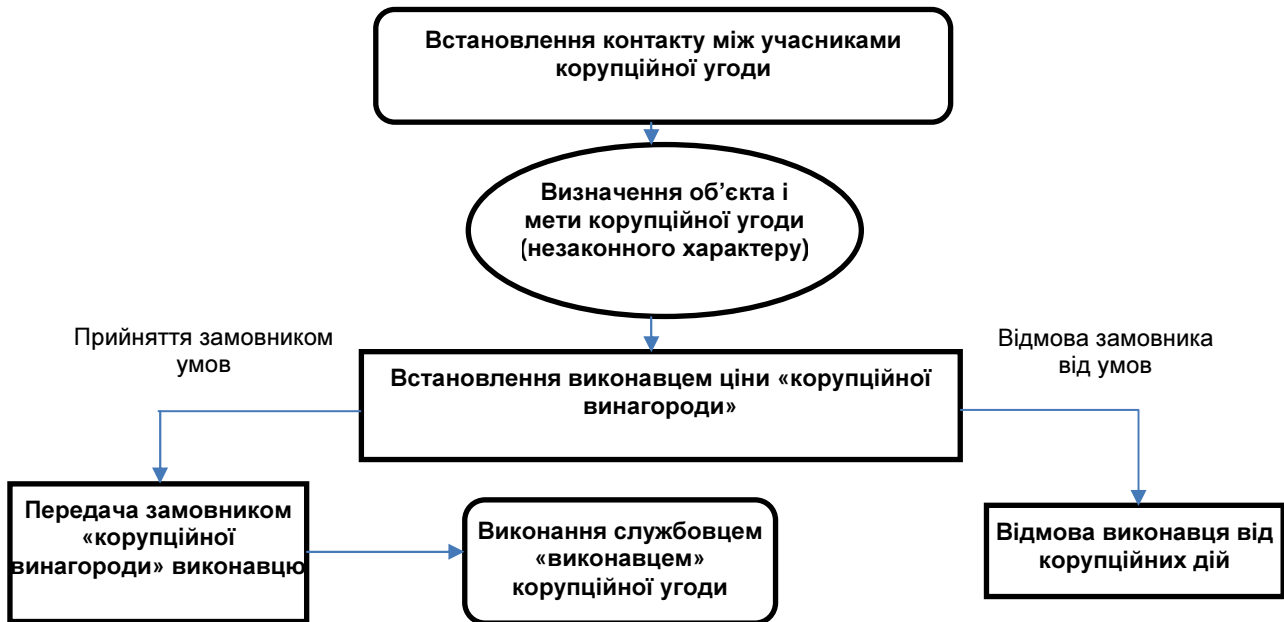 Встановлення контакту між учасниками
корупційної угоди
Визначення об’єкта і
мети корупційної угоди
(незаконного характеру)
Прийняття замовником
умов
Відмова замовника
від умов
Встановлення виконавцем ціни «корупційної
винагороди»
Передача замовником
«корупційної
винагороди» виконавцю
Виконання службовцем
«виконавцем»
корупційної угоди
Відмова виконавця від
корупційних дій